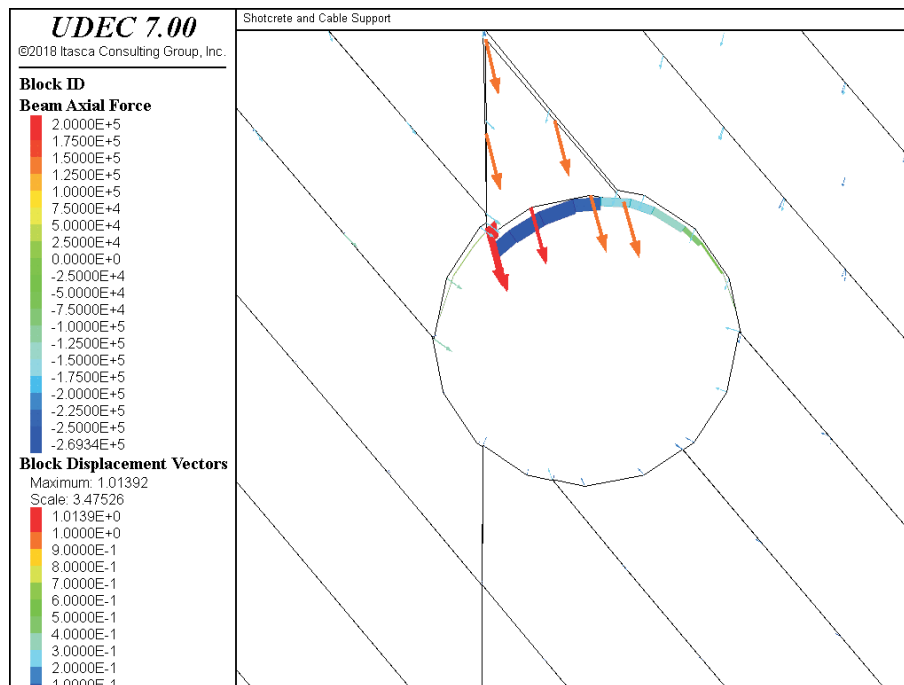 UDEC 7.00
©2018 Itasca Consulting Group, Inc.
Shotcrete and Cable Support
Block ID
Beam Axial Force
2.0000E+5
1.7500E+5
1.5000E+5
1.2500E+5
1.0000E+5
7.5000E+4
5.0000E+4
2.5000E+4
0.0000E+0
-2.5000E+4
-5.0000E+4
-7.5000E+4
-1.0000E+5
-1.2500E+5
-1.5000E+5
-1.7500E+5
-2.0000E+5
-2.2500E+5
-2.5000E+5
-2.6934E+5
Block Displacement Vectors
Maximum: 1.01392
Scale: 3.47526
1.0139E+0
1.0000E+0
9.0000E-1
8.0000E-1
7.0000E-1
6.0000E-1
5.0000E-1
4.0000E-1
3.0000E-1
2.0000E-1
1.0000E-1